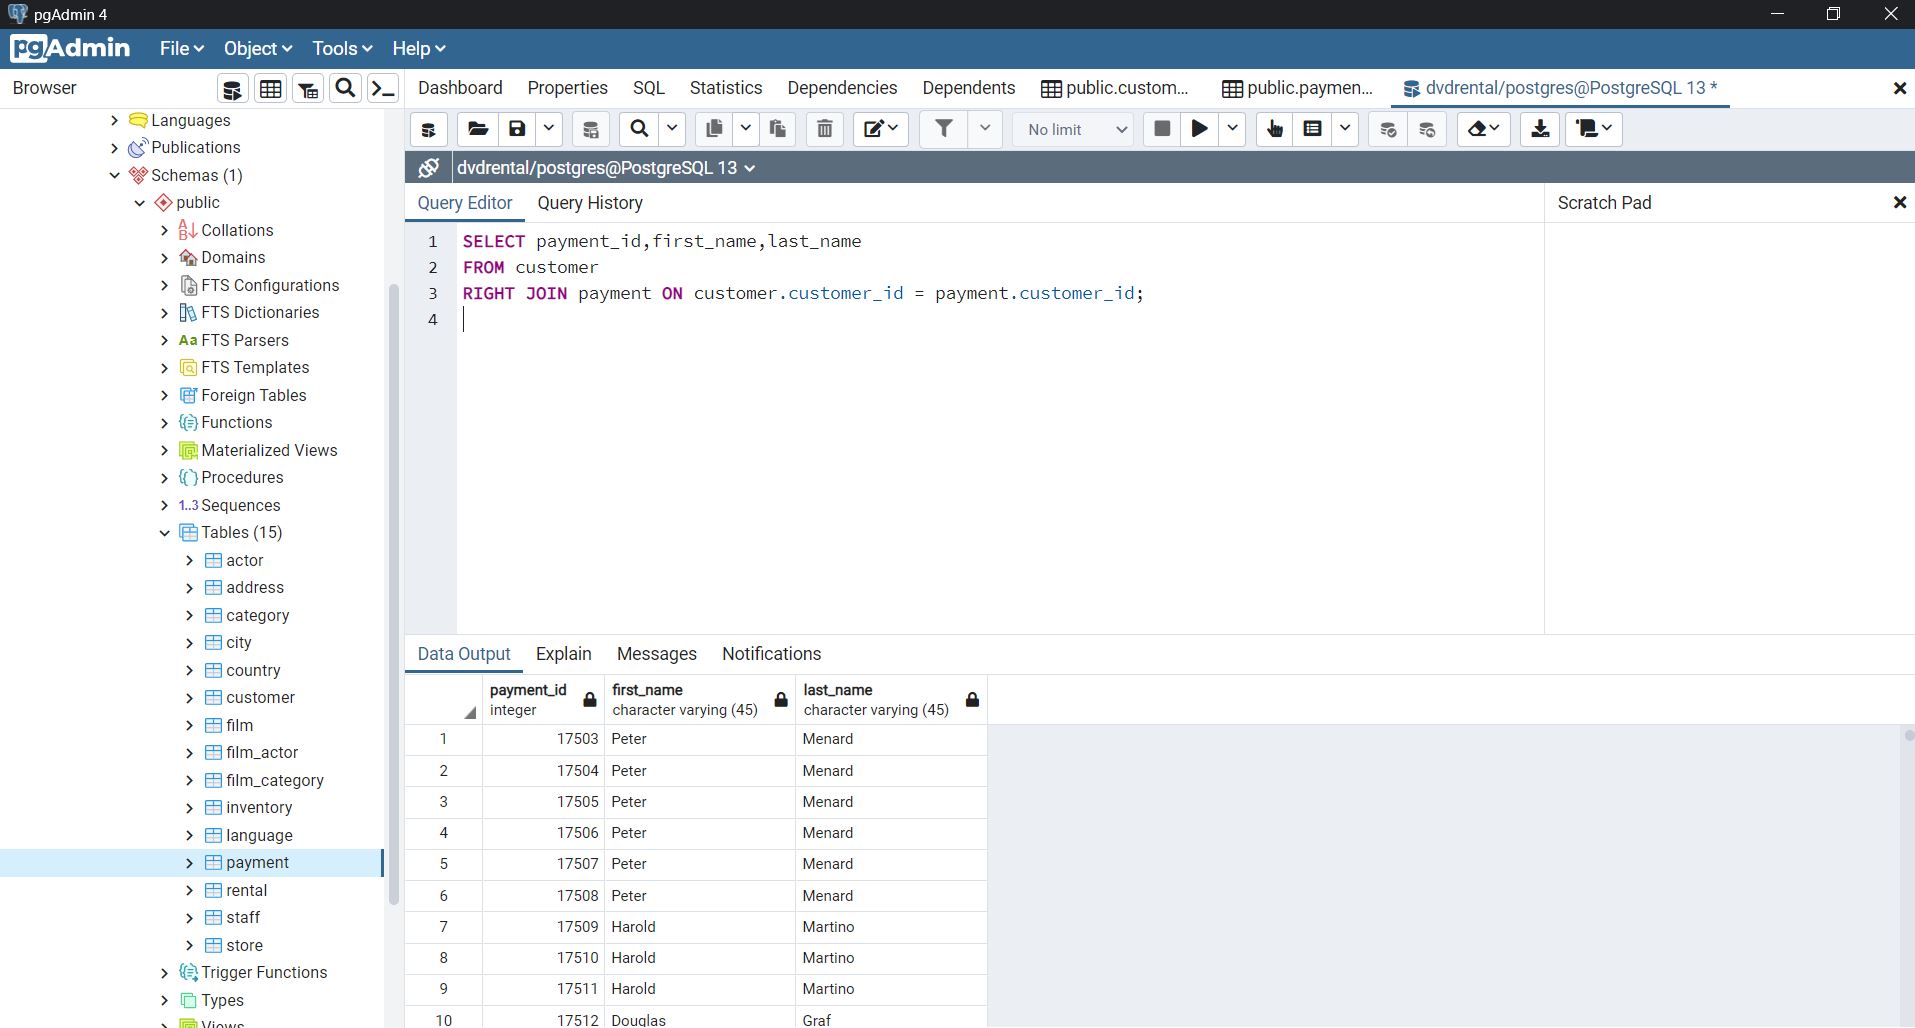 pgAdmin 4
pgAdmin File Object Tools Help
Browser
Dashboard Properties SQL Statistics Dependencies Dependents public.custom... public.paymen... dvdrental/postgres@PostgreSQL 13 *
No limit
dvdrental/postgres@PostgreSQL 13
Query Editor Query History
Scratch Pad
Languages
Publications
Schemas (1)
public
Collations
Domains
FTS Configurations
FTS Dictionaries
Aa FTS Parsers
FTS Templates
Foreign Tables
Functions
Materialized Views
Procedures
1..3 Sequences
Tables (15)
actor
address
category
city
country
customer
film
film_actor
film_category
inventory
language
payment
rental
staff
store
Trigger Functions
Types
Views
1 SELECT payment_id,first_name,last_name
2 FROM customer
3 RIGHT JOIN payment ON customer.customer_id = payment.customer_id;
4
Data Output Explain Messages Notifications
payment_id integer first_name character varying (45) last_name character varying (45)
1 17503 Peter Menard
2 17504 Peter Menard
3 17505 Peter Menard
4 17506 Peter Menard
5 17507 Peter Menard
6 17508 Peter Menard
7 17509 Harold Martino
8 17510 Harold Martino
9 17511 Harold Martino
10 17512 Douglas Graf